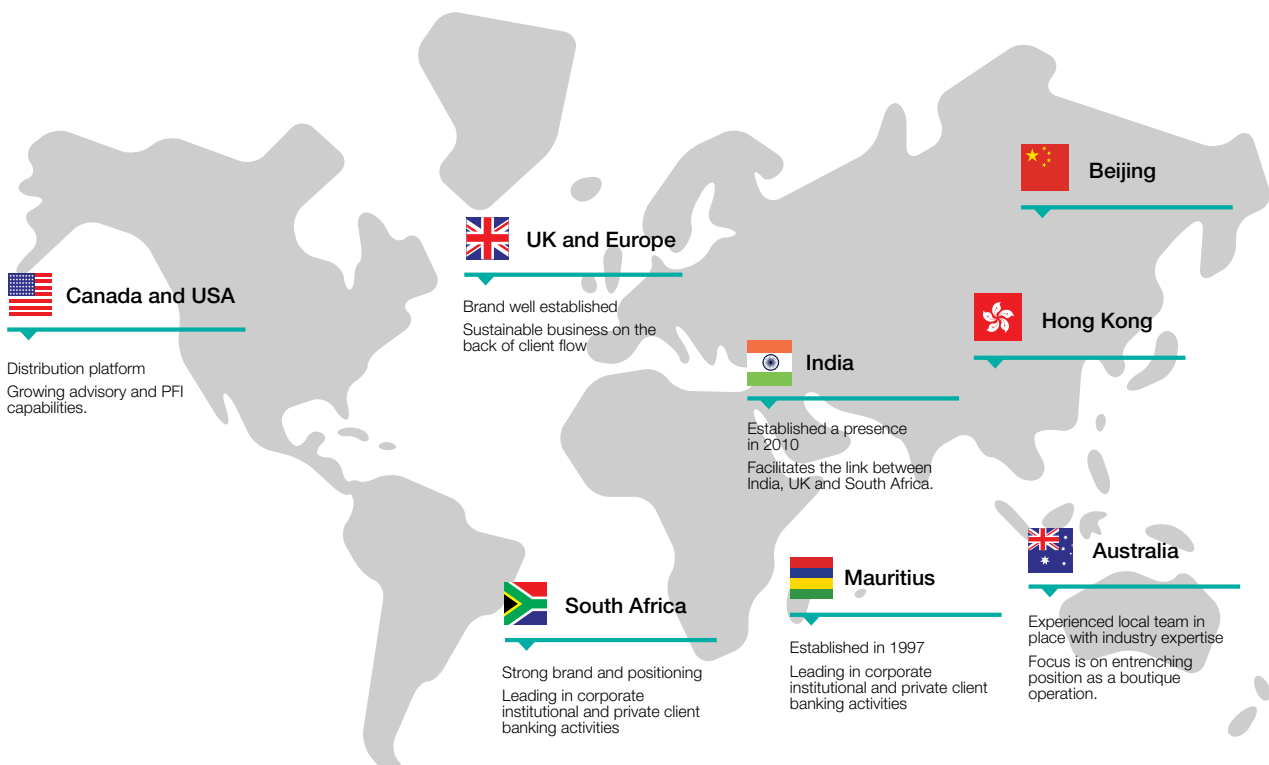 Canada and USA
Distribution platform
Growing advisory and PFI
capabilities.
UK and Europe
Brand well established
Sustainable business on the
back of client flow
Beijing
Hong Kong
India
Established a presence
in 2010
Facilitates the link between
India, UK and South Africa.
South Africa
Strong brand and positioning
Leading in corporate
institutional and private client
banking activities
Mauritius
Established in 1997
Leading in corporate
institutional and private client
banking activities
Australia
Experienced local team in
place with industry expertise
Focus is on entrenching
position as a boutique
operation.